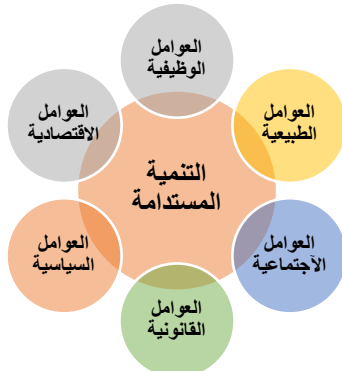 العوامل
الوظيفية
العوامل
الطبيعية
العوامل
الآجتماعية
العوامل
القانونية
العوامل
السياسية
العوامل
الاقتصادية
التنمية
المستدامة